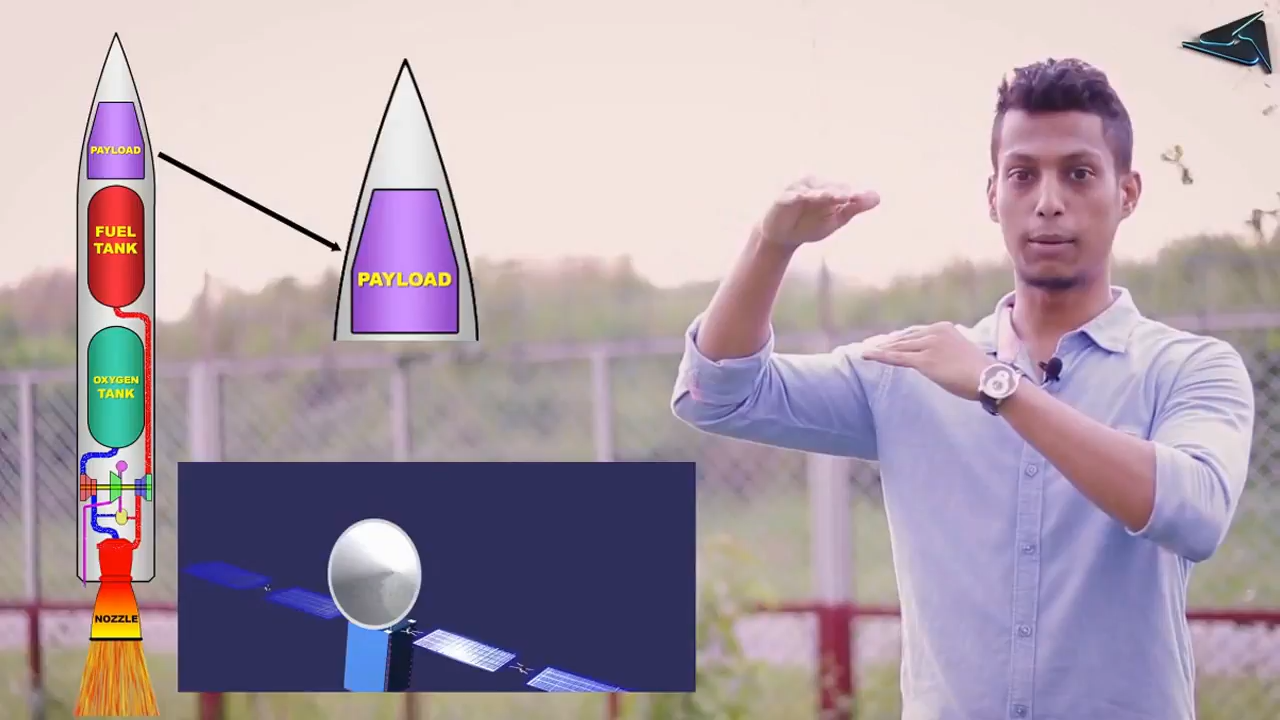 PAYLOAD
FUEL
TANK
OXYGEN
TANK
NOZZLE
PAYLOAD